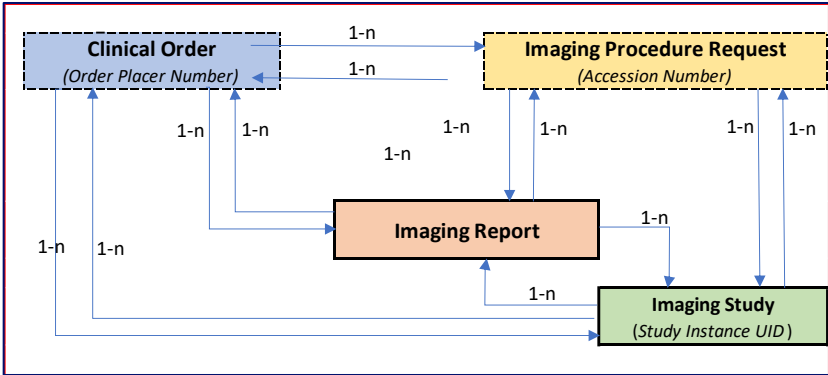 Clinical Order
(Order Placer Number)
1-n
1-n
Imaging Procedure Request
(Accession Number)
1-n
1-n
1-n
1-n
1-n
1-n
1-n
Imaging Report
1-n
1-n
1-n
1-n
Imaging Study
(Study Instance UID)